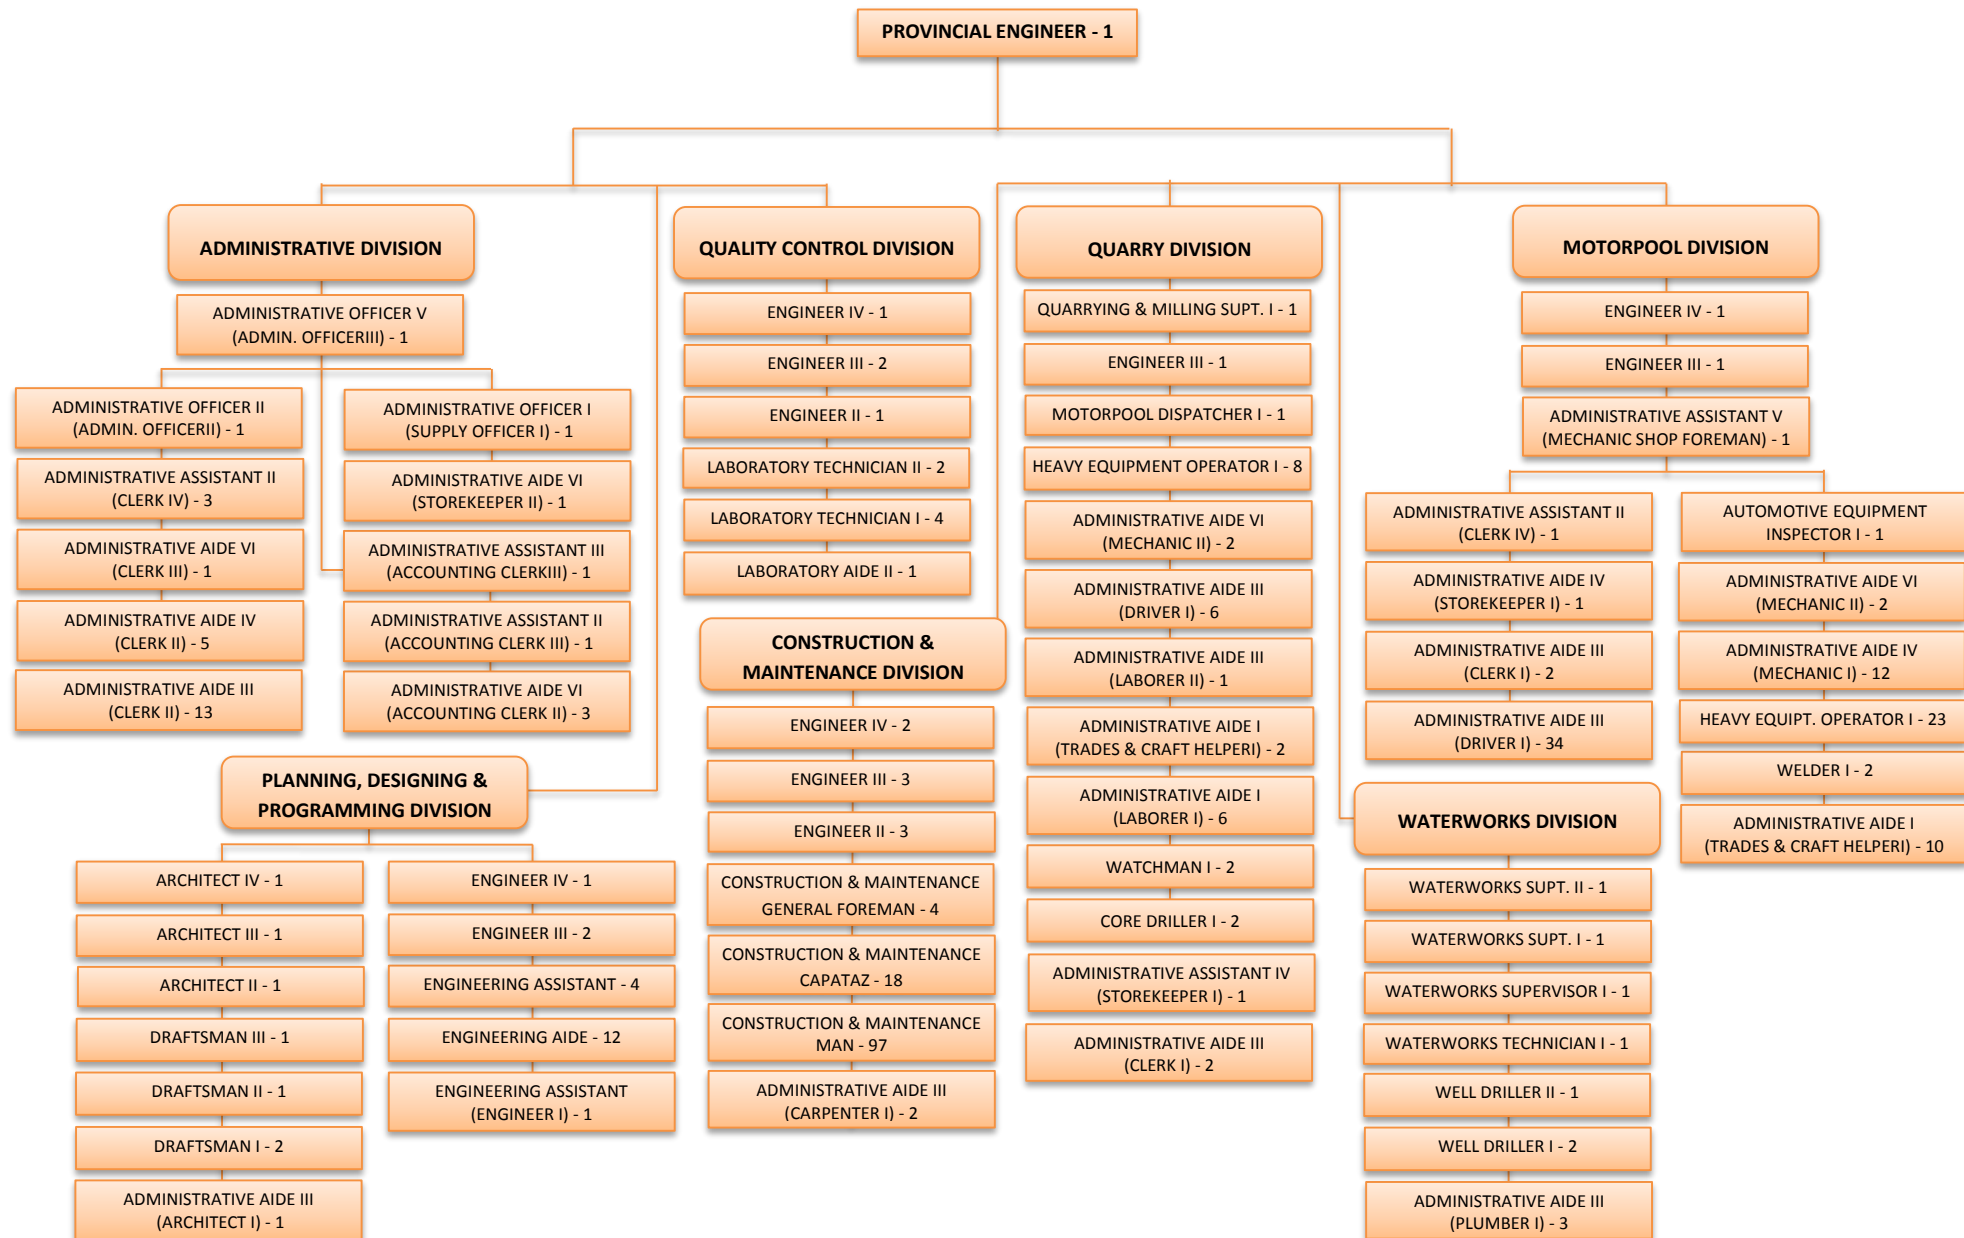 PROVINCIAL ENGINEER - 1
ADMINISTRATIVE DIVISION
ADMINISTRATIVE OFFICER V
(ADMIN. OFFICERIII) - 1
ADMINISTRATIVE OFFICER II
(ADMIN. OFFICERII) - 1
ADMINISTRATIVE ASSISTANT II
(CLERK IV) - 3
ADMINISTRATIVE AIDE VI
(CLERK III) - 1
ADMINISTRATIVE AIDE IV
(CLERK II) - 5
ADMINISTRATIVE AIDE III
(CLERK II) - 13
ADMINISTRATIVE OFFICER I
(SUPPLY OFFICER I) - 1
ADMINISTRATIVE AIDE VI
(STOREKEEPER II) - 1
ADMINISTRATIVE ASSISTANT III
(ACCOUNTING CLERKIII) - 1
ADMINISTRATIVE ASSISTANT II
(ACCOUNTING CLERK III) - 1
ADMINISTRATIVE AIDE VI
(ACCOUNTING CLERK II) - 3
PLANNING, DESIGNING &
PROGRAMMING DIVISION
ARCHITECT IV - 1
ARCHITECT III - 1
ARCHITECT II - 1
DRAFTSMAN III - 1
DRAFTSMAN II - 1
DRAFTSMAN I - 2
ADMINISTRATIVE AIDE III
(ARCHITECT I) - 1
ENGINEER IV - 1
ENGINEER III - 2
ENGINEERING ASSISTANT - 4
ENGINEERING AIDE - 12
ENGINEERING ASSISTANT
(ENGINEER I) - 1
QUALITY CONTROL DIVISION
ENGINEER IV - 1
ENGINEER III - 2
ENGINEER II - 1
LABORATORY TECHNICIAN II - 2
LABORATORY TECHNICIAN I - 4
LABORATORY AIDE II - 1
CONSTRUCTION &
MAINTENANCE DIVISION
ENGINEER IV - 2
ENGINEER III - 3
ENGINEER II - 3
CONSTRUCTION & MAINTENANCE
GENERAL FOREMAN - 4
CONSTRUCTION & MAINTENANCE
CAPATAZ - 18
CONSTRUCTION & MAINTENANCE
MAN - 97
ADMINISTRATIVE AIDE III
(CARPENTER I) - 2
QUARRY DIVISION
QUARRYING & MILLING SUPT. I - 1
ENGINEER III - 1
MOTORPOOL DISPATCHER I - 1
HEAVY EQUIPMENT OPERATOR I - 8
ADMINISTRATIVE AIDE VI
(MECHANIC II) - 2
ADMINISTRATIVE AIDE III
(DRIVER I) - 6
ADMINISTRATIVE AIDE III
(LABORER II) - 1
ADMINISTRATIVE AIDE I
(TRADES & CRAFT HELPERI) - 2
ADMINISTRATIVE AIDE I
(LABORER I) - 6
WATCHMAN I - 2
CORE DRILLER I - 2
ADMINISTRATIVE ASSISTANT IV
(STOREKEEPER I) - 1
ADMINISTRATIVE AIDE III
(CLERK I) - 2
MOTORPOOL DIVISION
ENGINEER IV - 1
ENGINEER III - 1
ADMINISTRATIVE ASSISTANT V
(MECHANIC SHOP FOREMAN) - 1
ADMINISTRATIVE ASSISTANT II
(CLERK IV) - 1
ADMINISTRATIVE AIDE IV
(STOREKEEPER I) - 1
ADMINISTRATIVE AIDE III
(CLERK I) - 2
ADMINISTRATIVE AIDE III
(DRIVER I) - 34
AUTOMOTIVE EQUIPMENT
INSPECTOR I - 1
ADMINISTRATIVE AIDE VI
(MECHANIC II) - 2
ADMINISTRATIVE AIDE IV
(MECHANIC I) - 12
HEAVY EQUIPT. OPERATOR I - 23
WELDER I - 2
ADMINISTRATIVE AIDE I
(TRADES & CRAFT HELPERI) - 10
WATERWORKS DIVISION
WATERWORKS SUPT. II - 1
WATERWORKS SUPT. I - 1
WATERWORKS SUPERVISOR I - 1
WATERWORKS TECHNICIAN I - 1
WELL DRILLER II - 1
WELL DRILLER I - 2
ADMINISTRATIVE AIDE III
(PLUMBER I) - 3